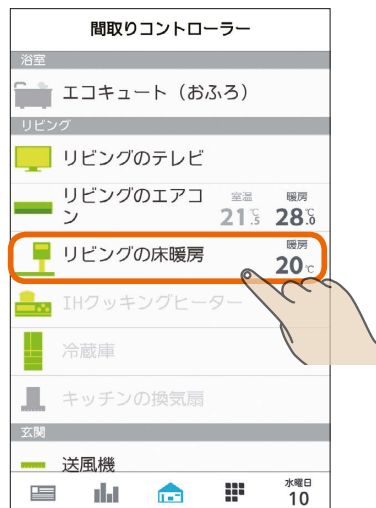 間取りコントローラー
浴室
エコキュート（おふろ）
リビング
リビングのテレビ
リビングのエアコン 室温 21.5℃ 暖房 28.0℃
リビングの床暖房 暖房 20℃
IHクッキングヒーター
冷蔵庫
キッチンの換気扇
玄関
送風機
水曜日
10